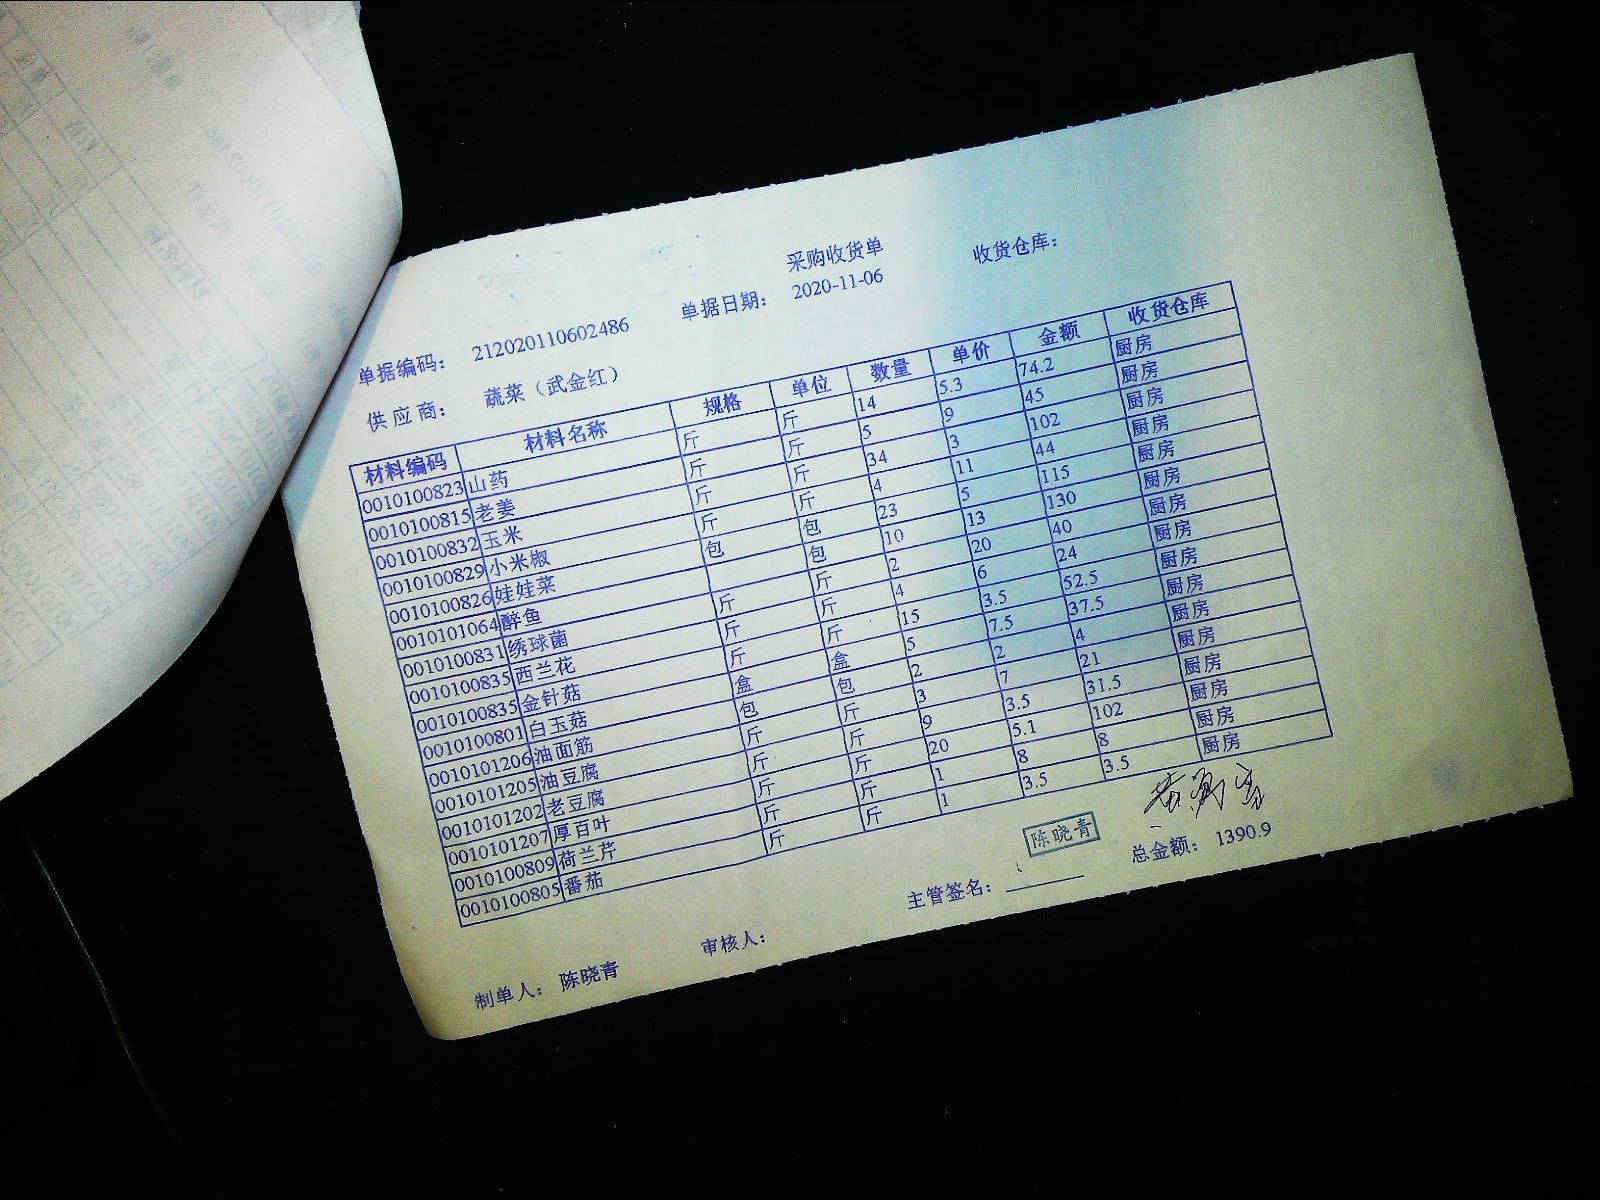 采购收货单
收货仓库:
单据编码: 212020110602486 单据日期: 2020-11-06
供应商: 蔬菜（武金红）
材料编码 材料名称 规格 单位 数量 单价 金额 收货仓库
0010100823 山药 斤 斤 14 5.3 74.2 厨房
0010100815 老姜 斤 斤 5 9 45 厨房
0010100832 玉米 斤 斤 34 3 102 厨房
0010100829 小米椒 斤 斤 4 11 44 厨房
0010100826 娃娃菜 包 包 23 5 115 厨房
0010101064 醉鱼 包 10 13 130 厨房
0010100831 绣球菌 斤 斤 2 20 40 厨房
0010100835 西兰花 斤 斤 4 6 24 厨房
0010100835 金针菇 斤 斤 15 3.5 52.5 厨房
0010100801 白玉菇 盒 盒 5 7.5 37.5 厨房
0010101206 油面筋 包 包 2 2 4 厨房
0010101205 油豆腐 斤 斤 3 7 21 厨房
0010101202 老豆腐 斤 斤 9 3.5 31.5 厨房
0010101207 厚百叶 斤 斤 20 5.1 102 厨房
0010100809 荷兰芹 斤 斤 1 8 8 厨房
0010100805 番茄 斤 斤 1 3.5 3.5 厨房
陈晓青
制单人: 陈晓青 审核人: 主管签名: 总金额: 1390.9